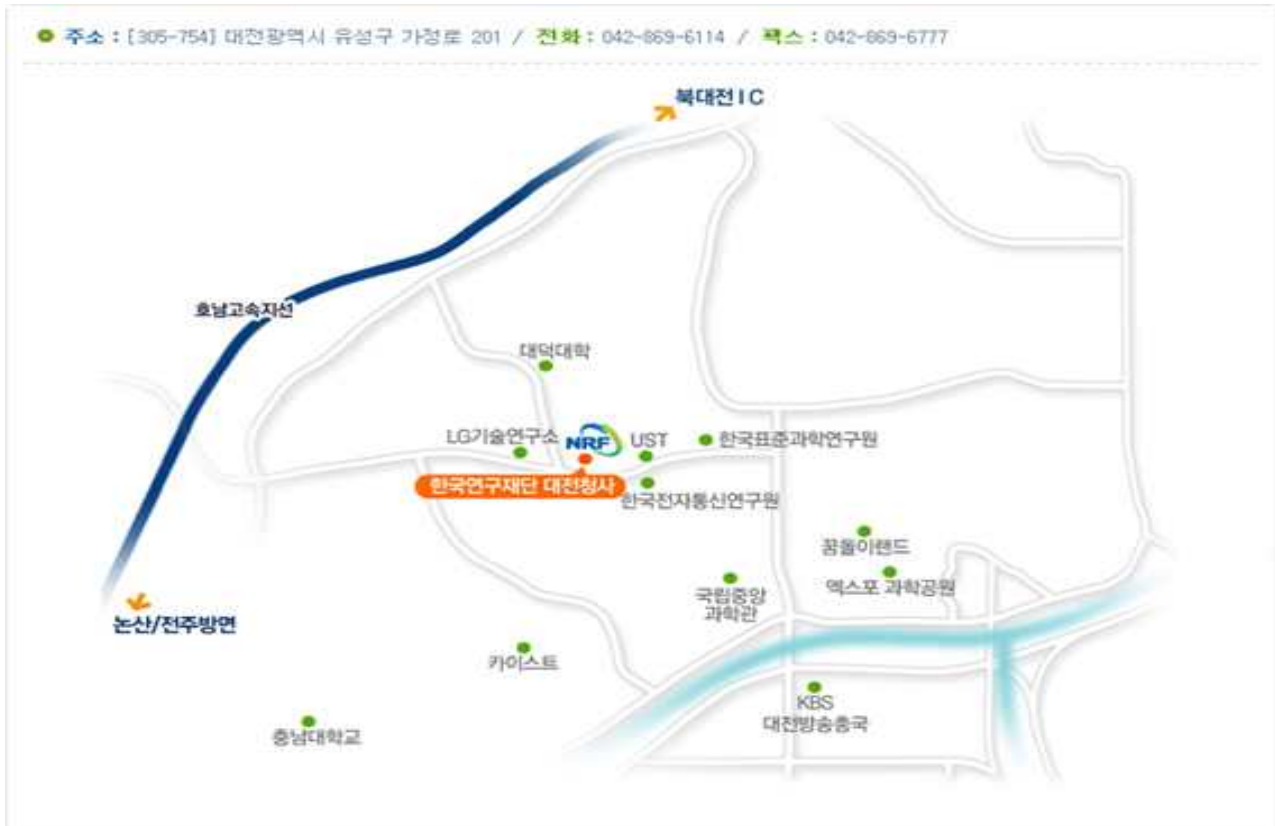 주소 : [305-754] 대전광역시 유성구 가정로 201 / 전화 : 042-869-6114 / 팩스 : 042-869-6777
북대전IC
호남고속지선
대덕대학
LG기술연구소
NRF
UST
한국표준과학연구원
한국연구재단 대전청사
한국전자통신연구원
꿈돌이랜드
엑스포 과학공원
국립중앙
과학관
논산/전주방면
카이스트
KBS
대전방송총국
충남대학교